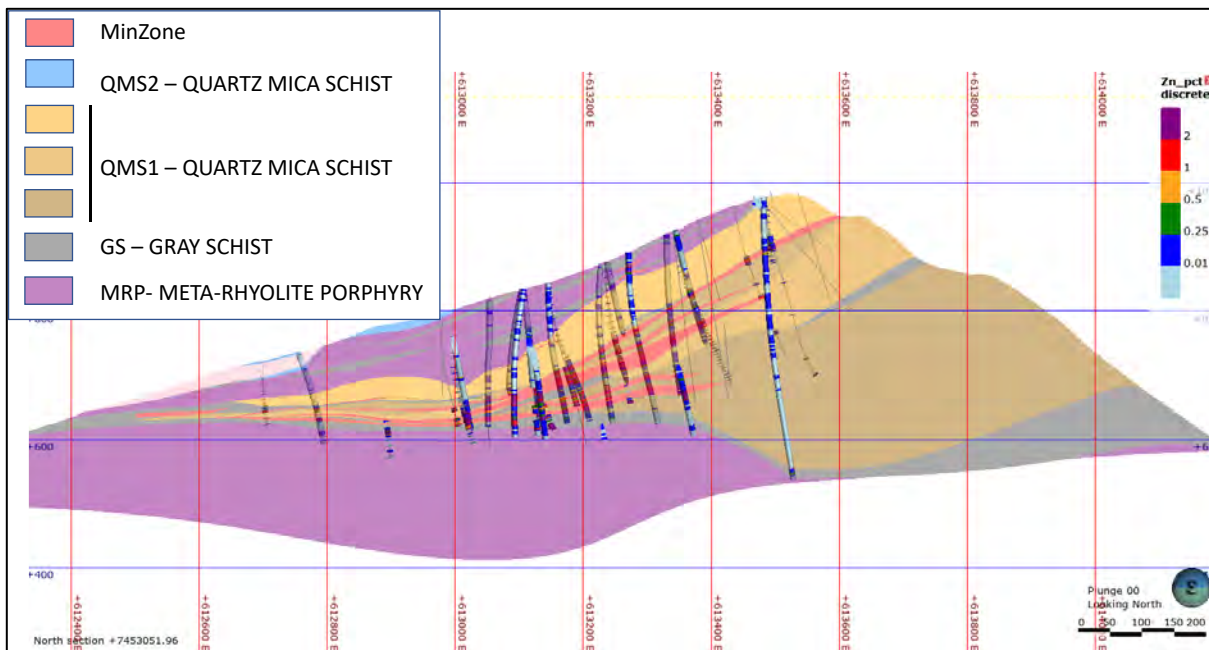 MinZone
QMS2 – QUARTZ MICA SCHIST
QMS1 – QUARTZ MICA SCHIST
GS – GRAY SCHIST
MRP- META-RHYOLITE PORPHYRY
+613000 E
+613200 E
+613400 E
+613600 E
+613800 E
+614000 E
Zn_pct
discrete
2
1
0.5
0.25
0.01
+600
+400
+612400
+612600 E
+612800 E
+613000 E
+613200 E
+613400 E
+613600 E
+613800 E
Plunge 00
Looking North
0 50 100 150 200
North section +7453051.96